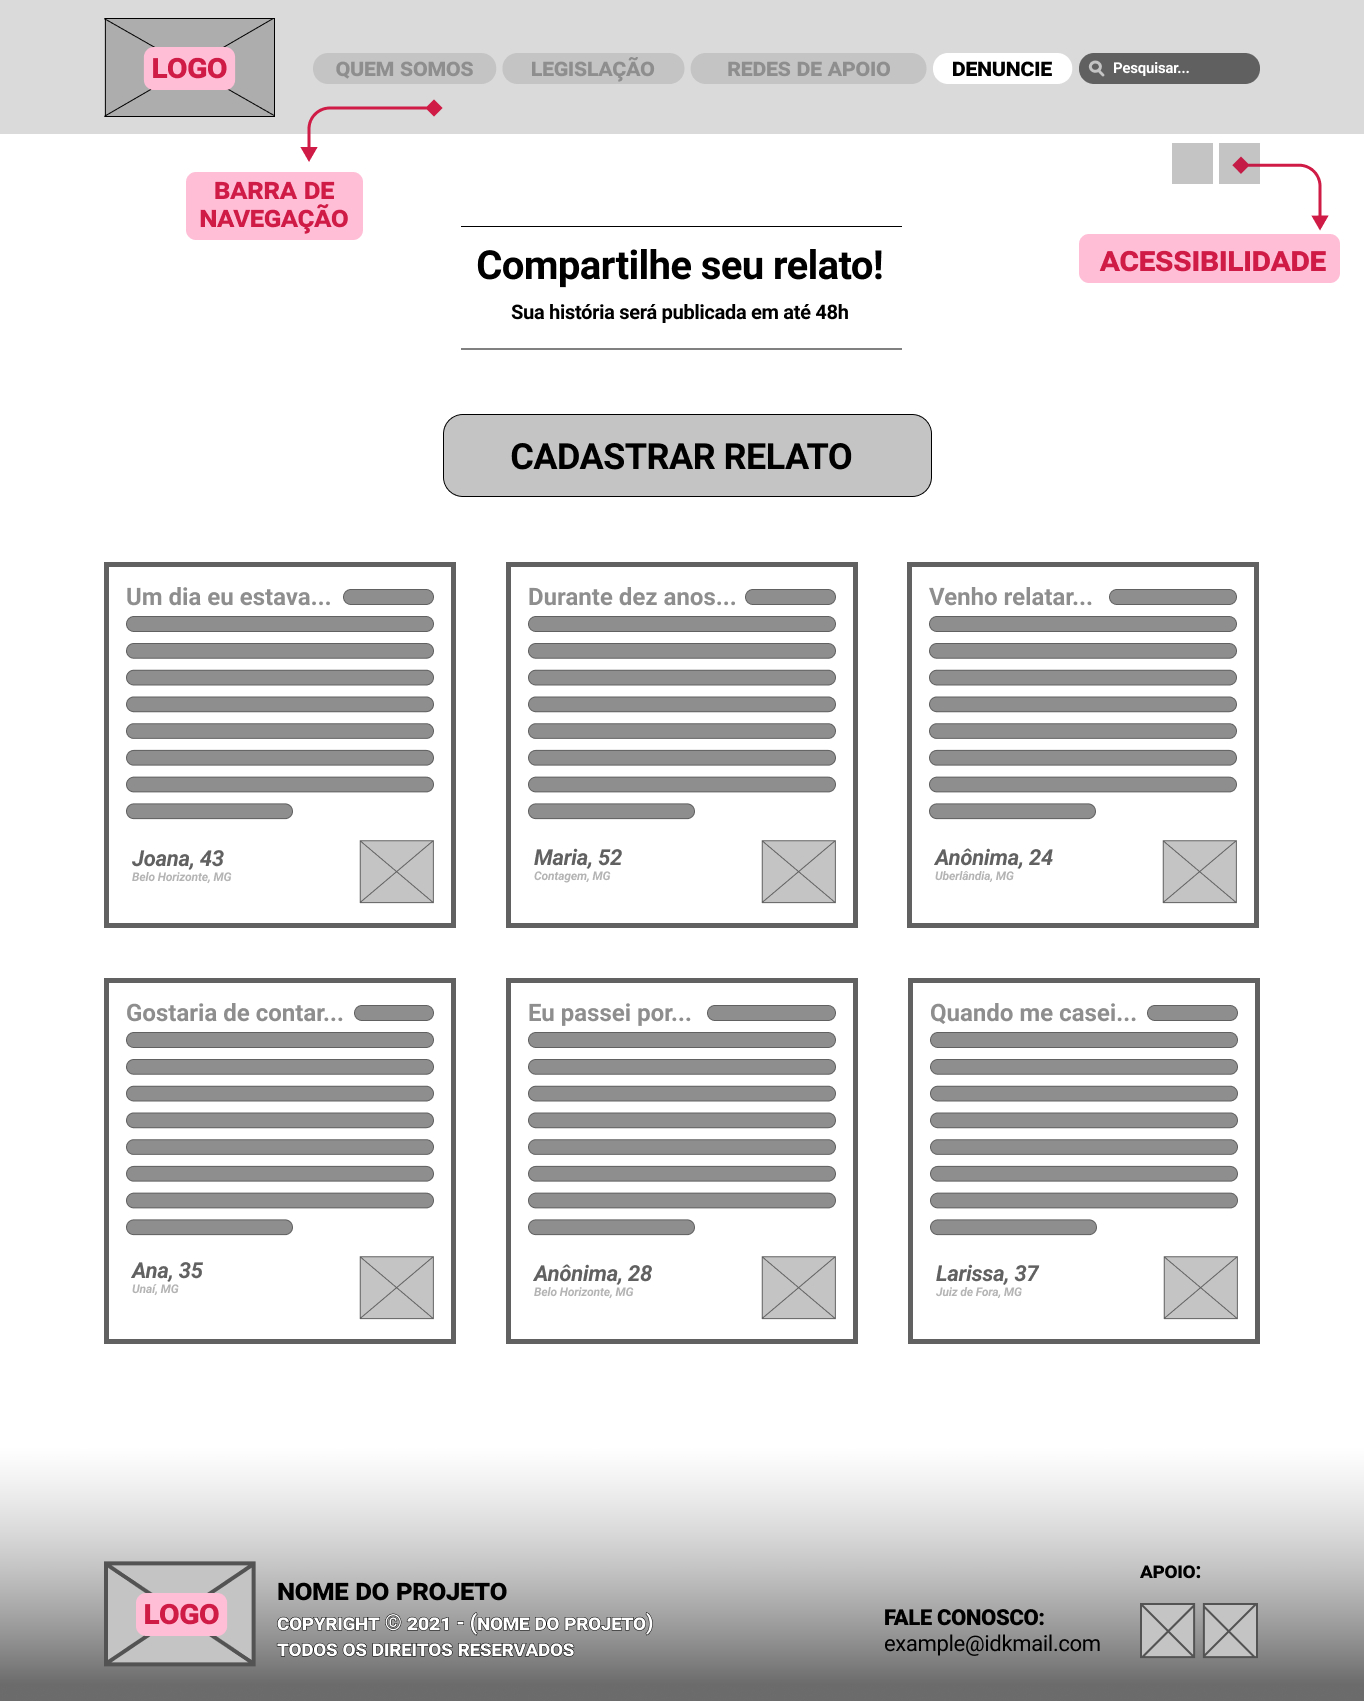 LOGO
QUEM SOMOS
LEGISLAÇÃO
REDES DE APOIO
DENUNCIE
Pesquisar...
BARRA DE
NAVEGAÇÃO
ACESSIBILIDADE
Compartilhe seu relato!
Sua história será publicada em até 48h
CADASTRAR RELATO
Um dia eu estava...
Joana, 43
Belo Horizonte, MG
Durante dez anos...
Maria, 52
Contagem, MG
Venho relatar...
Anônima, 24
Uberlândia, MG
Gostaria de contar...
Ana, 35
Unaí, MG
Eu passei por...
Anônima, 28
Belo Horizonte, MG
Quando me casei...
Larissa, 37
Juiz de Fora, MG
LOGO
NOME DO PROJETO
COPYRIGHT © 2021 - (NOME DO PROJETO)
TODOS OS DIREITOS RESERVADOS
FALE CONOSCO:
example@idkmail.com
APOIO: